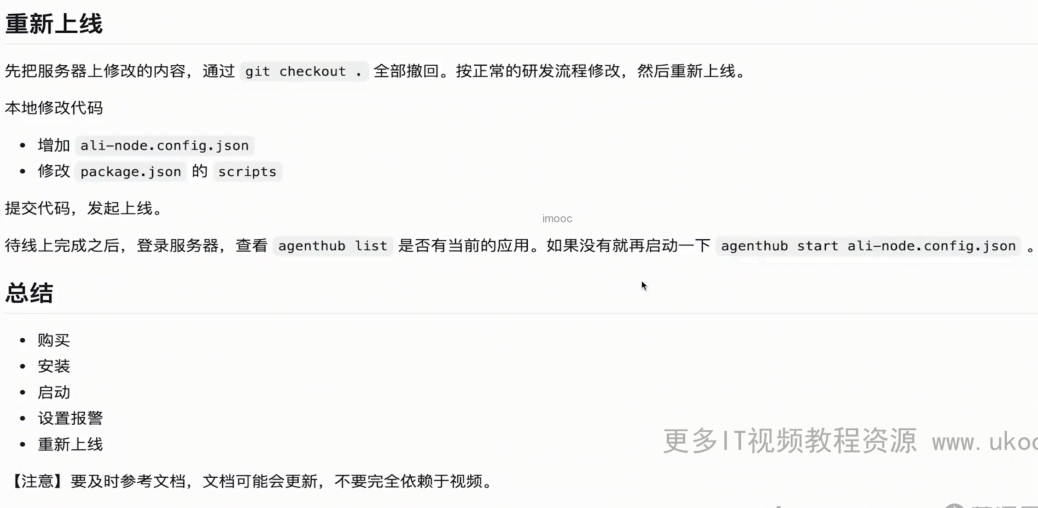 重新上线
先把服务器上修改的内容，通过 git checkout . 全部撤回。按正常的研发流程修改，然后重新上线。
本地修改代码
• 增加 ali-node.config.json
• 修改 package.json 的 scripts
提交代码，发起上线。
imooc
待线上完成之后，登录服务器，查看 agenthub list 是否有当前的应用。如果没有就再启动一下 agenthub start ali-node.config.json 。
总结
• 购买
• 安装
• 启动
• 设置报警
• 重新上线
更多IT视频教程资源 www.
【注意】要及时参考文档，文档可能会更新，不要完全依赖于视频。